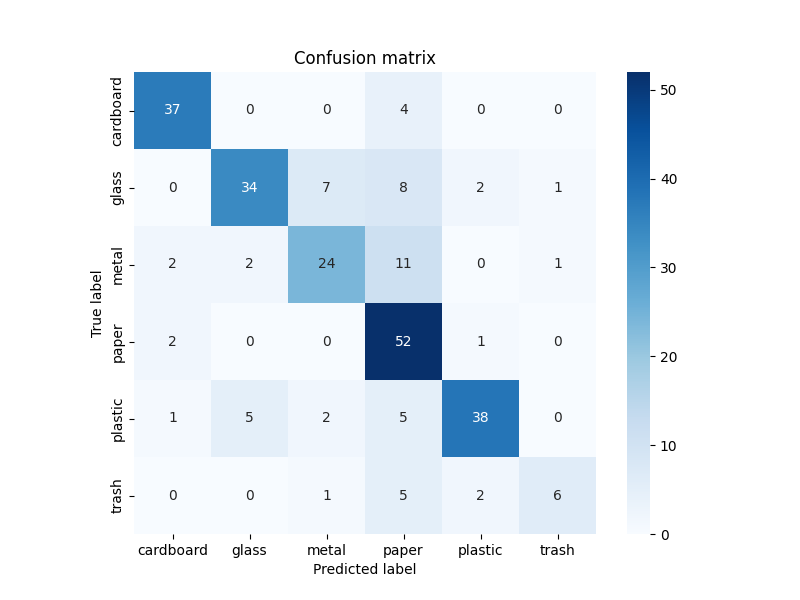 Confusion matrix
cardboard 37 0 0 4 0 0
glass 0 34 7 8 2 1
metal 2 2 24 11 0 1
paper 2 0 0 52 1 0
plastic 1 5 2 5 38 0
trash 0 0 1 5 2 6
True label
cardboard glass metal paper plastic trash
Predicted label
50
40
30
20
10
0